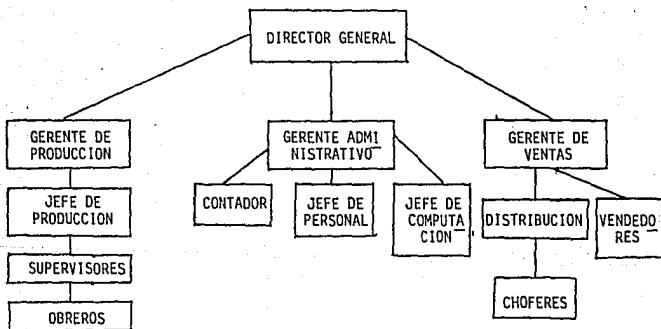 DIRECTOR GENERAL
GERENTE DE
PRODUCCION
GERENTE ADMI
NISTRATIVO
GERENTE DE
VENTAS
JEFE DE
PRODUCCION
CONTADOR
JEFE DE
PERSONAL
JEFE DE
COMPUTA
CION
DISTRIBUCION
VENDEDO
RES
SUPERVISORES
CHOFERES
OBREROS